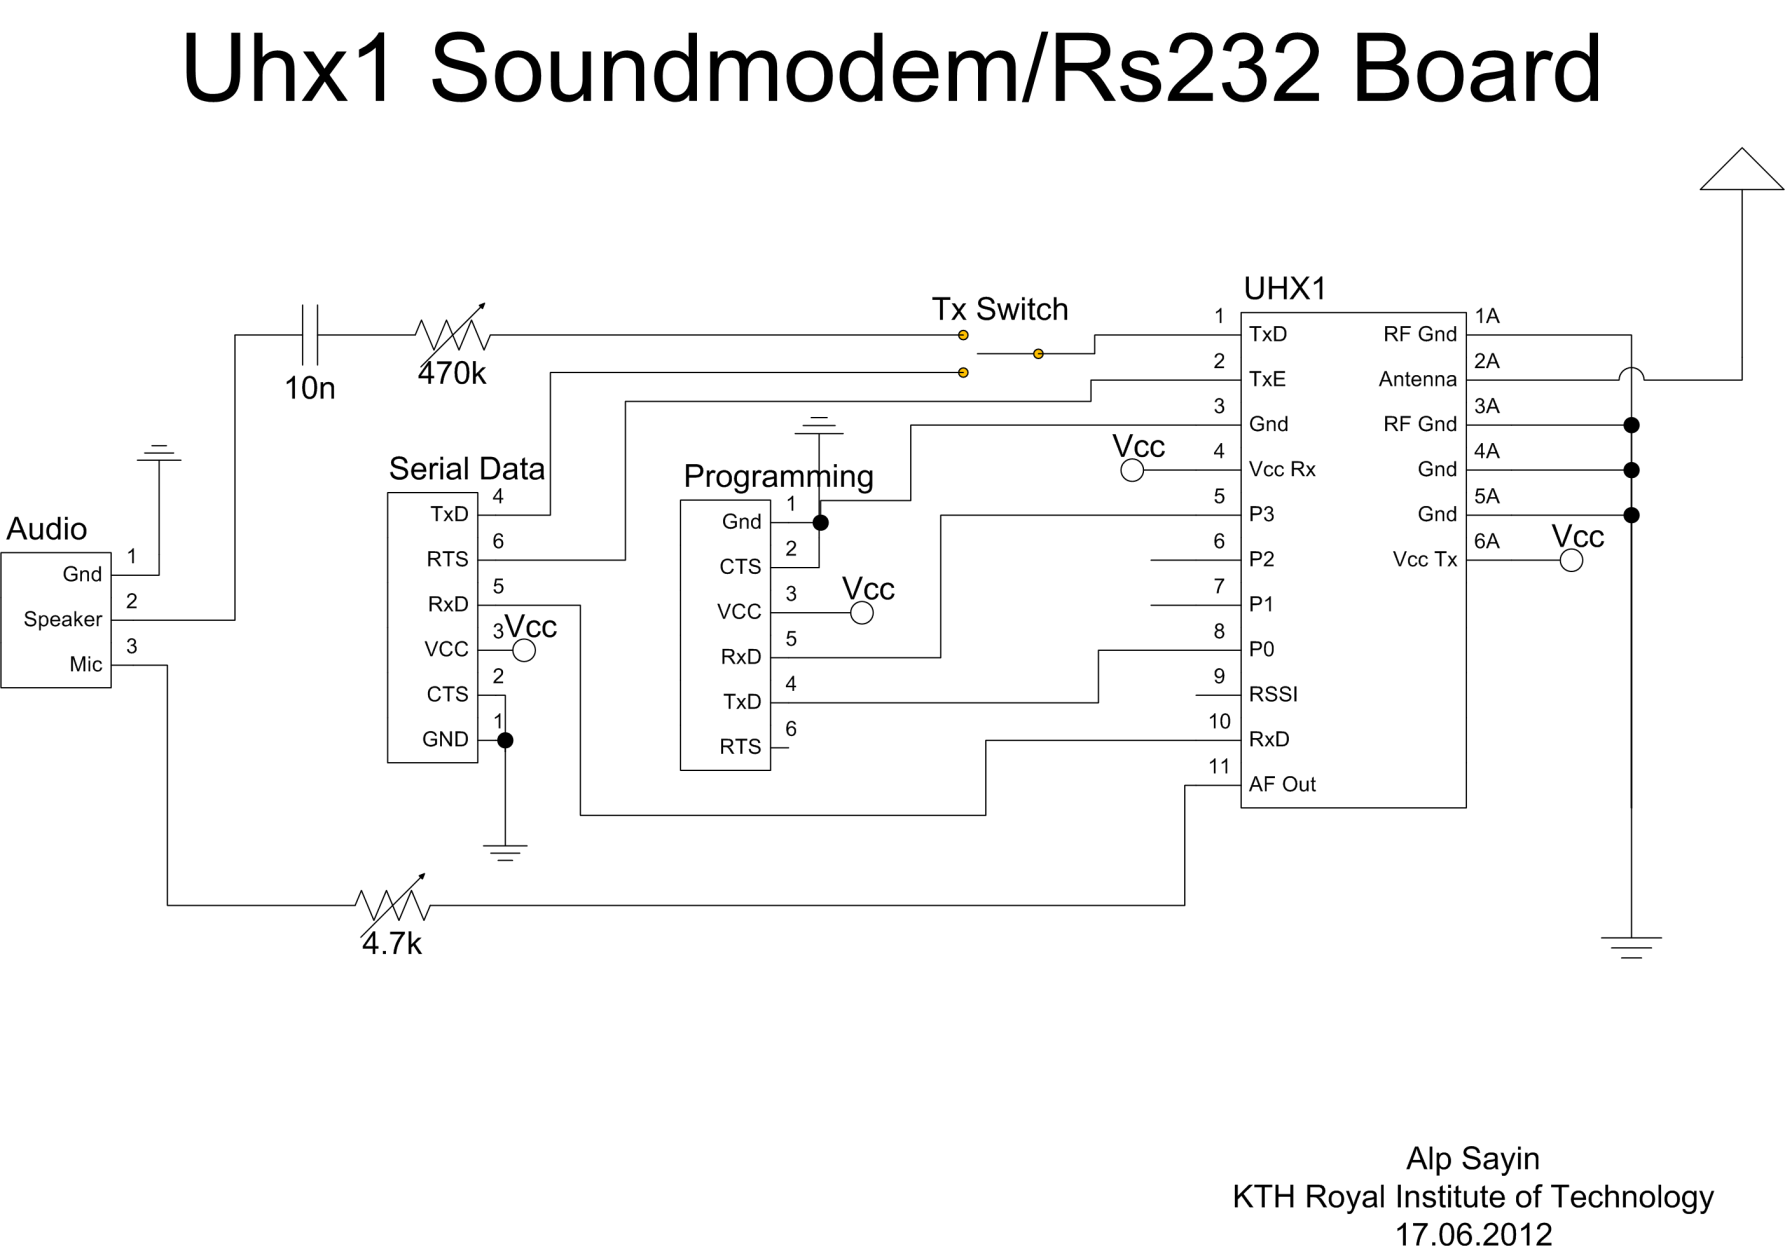 Uhx1 Soundmodem/Rs232 Board
10n
470k
Tx Switch
Audio
Gnd 1
Speaker 2
Mic 3
Serial Data
TxD 4
RTS 6
RxD 5
VCC 3 Vcc
CTS 2
GND 1
4.7k
Programming
Gnd 1
CTS 2
VCC 3 Vcc
RxD 5
TxD 4
RTS 6
UHX1
1 TxD RF Gnd 1A
2 TxE Antenna 2A
3 Gnd RF Gnd 3A
Vcc 4 Vcc Rx Gnd 4A
5 P3 Gnd 5A
6 P2 Vcc Tx 6A Vcc
7 P1
8 P0
9 RSSI
10 RxD
11 AF Out
Alp Sayin
KTH Royal Institute of Technology
17.06.2012